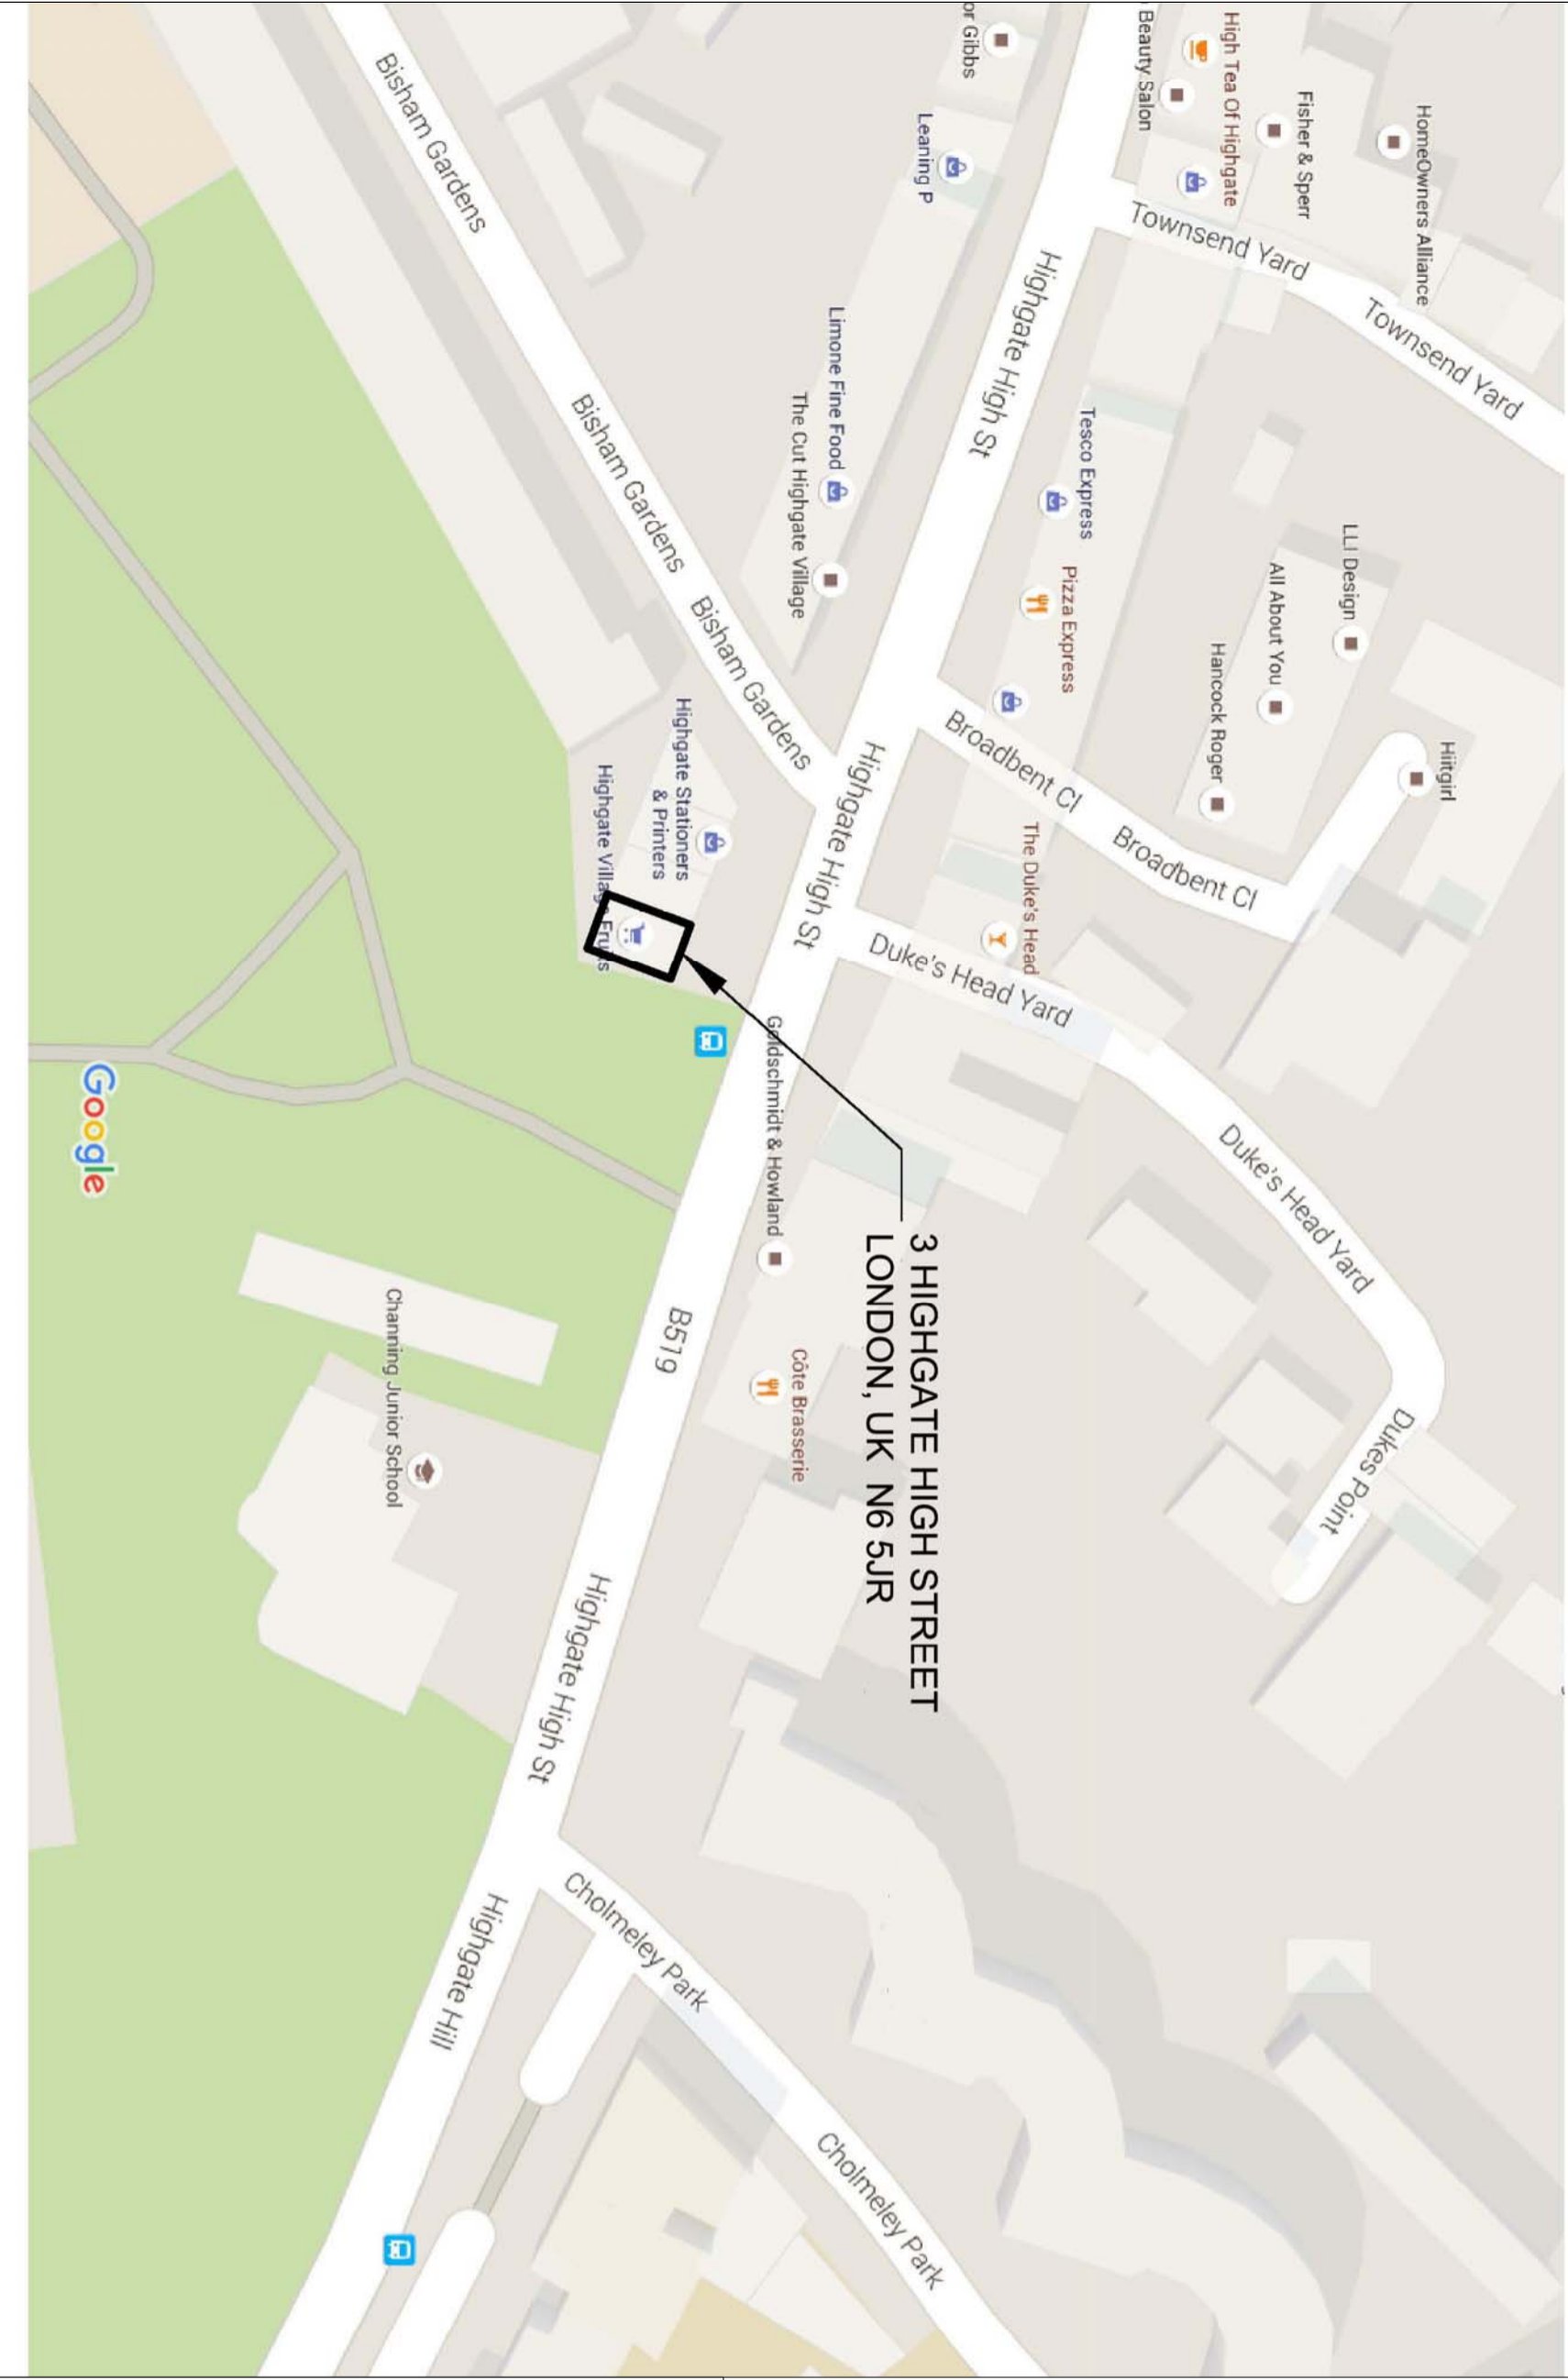 Townsend Yard
Hiitgirl
HomeOwners Alliance
Townsend Yard
Dukes Point
LLI Design
Duke's Head Yard
Fisher & Sperr
All About You
High Tea Of Highgate
Hancock Roger
Broadbent Cl
Beauty Salon
Tesco Express
Pizza Express
Broadbent Cl
The Duke's Head
Duke's Head Yard
Highgate High St
or Gibbs
3 HIGHGATE HIGH STREET
LONDON, UK N6 5JR
Leaning P
Cholmeley Park
Limone Fine Food
The Cut Highgate Village
Highgate High St
Goldschmidt & Howland
Côte Brasserie
Bisham Gardens
Highgate Stationers
& Printers
B519
Cholmeley Park
Bisham Gardens
Highgate Village Fruits
Highgate High St
Highgate Hill
Bisham Gardens
Channing Junior School
Google